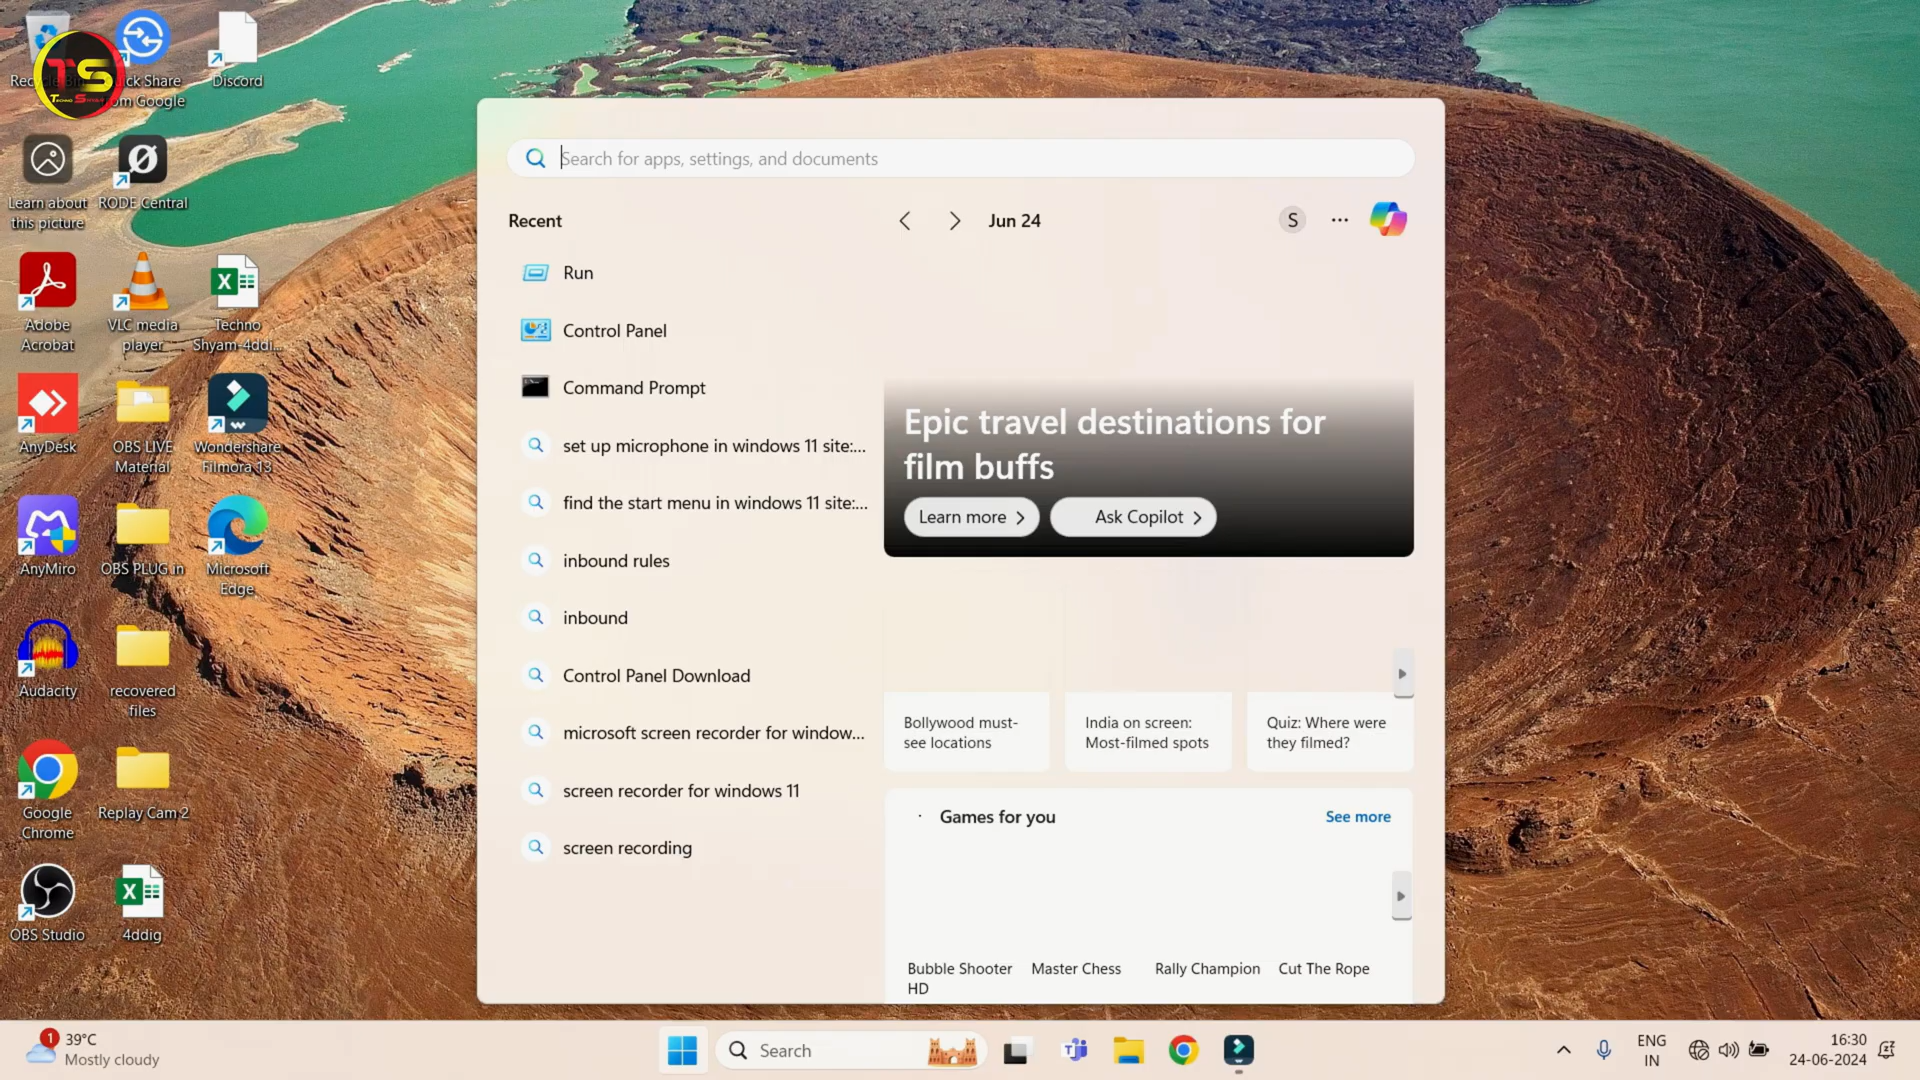 TS
Discord
Learn about
this picture
RODE Central
Adobe
Acrobat
VLC media
player
Techno
Shyam-4ddi...
AnyDesk
OBS LIVE
Material
Wondershare
Filmora 13
AnyMiro
OBS PLUG in
Microsoft
Edge
Audacity
recovered
files
Google
Chrome
Replay Cam 2
OBS Studio
4ddig
Search for apps, settings, and documents
Recent
Jun 24
S
Run
Control Panel
Command Prompt
set up microphone in windows 11 site:...
find the start menu in windows 11 site:...
inbound rules
inbound
Control Panel Download
microsoft screen recorder for window...
screen recorder for windows 11
screen recording
Epic travel destinations for
film buffs
Learn more
Ask Copilot
Bollywood must-
see locations
India on screen:
Most-filmed spots
Quiz: Where were
they filmed?
Games for you
See more
Bubble Shooter
HD
Master Chess
Rally Champion
Cut The Rope
1
39°C
Mostly cloudy
Search
ENG
IN
16:30
24-06-2024